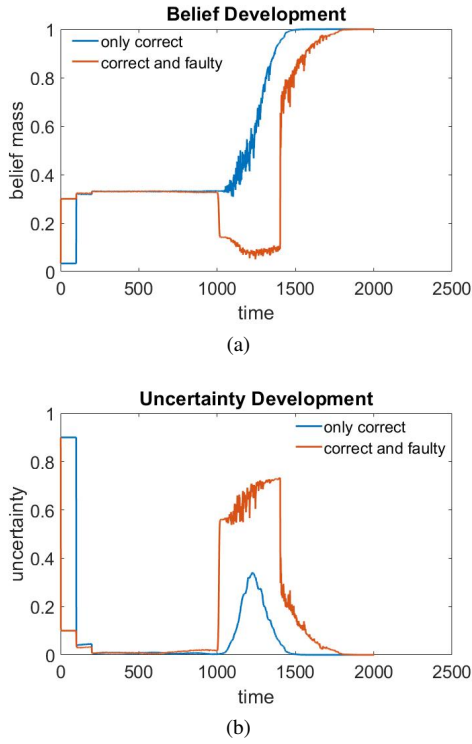 Belief Development
1
only correct
correct and faulty
0.8
0.6
belief mass
0.4
0.2
0
0 500 1000 1500 2000 2500
time
(a)
Uncertainty Development
1
only correct
correct and faulty
0.8
0.6
uncertainty
0.4
0.2
0
0 500 1000 1500 2000 2500
time
(b)